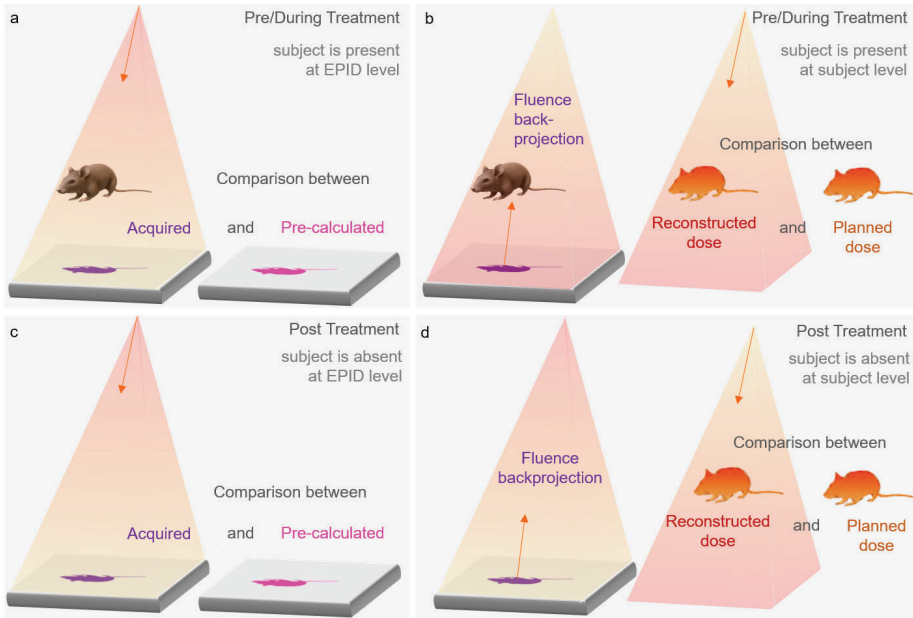 a
Pre/During Treatment
subject is present
at EPID level
Comparison between
Acquired and Pre-calculated
b
Pre/During Treatment
subject is present
at subject level
Fluence
back-
projection
Comparison between
Reconstructed
dose
and
Planned
dose
c
Post Treatment
subject is absent
at EPID level
Comparison between
Acquired and Pre-calculated
d
Post Treatment
subject is absent
at subject level
Fluence
backprojection
Comparison between
Reconstructed
dose
and
Planned
dose